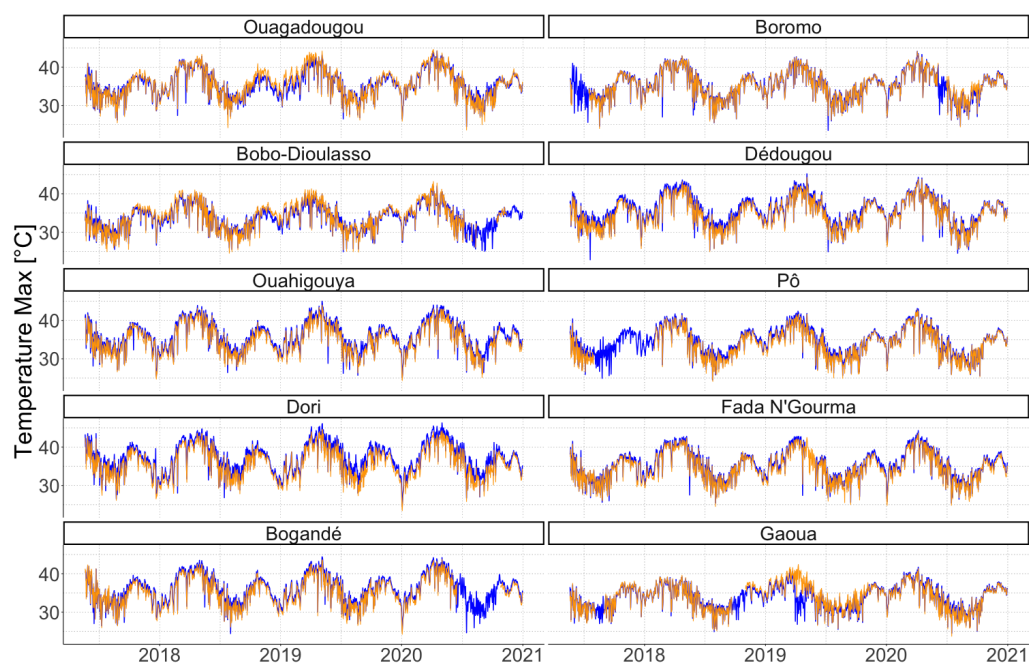 Temperature Max [°C]
Ouagadougou
Boromo
40
30
Bobo-Dioulasso
Dédougou
40
30
Ouahigouya
Pô
40
30
Dori
Fada N'Gourma
40
30
Bogandé
Gaoua
40
30
2018 2019 2020 2021 2018 2019 2020 2021